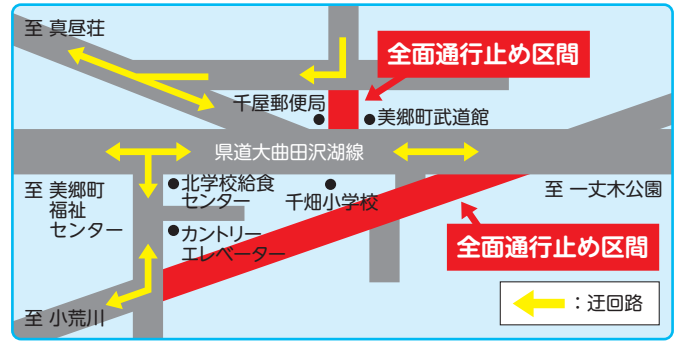 至 真昼荘
全面通行止め区間
千屋郵便局
美郷町武道館
県道大曲田沢湖線
至 美郷町
福祉
センター
北学校給食
センター
千畑小学校
至 一丈木公園
カントリー
エレベーター
全面通行止め区間
至 小荒川
：迂回路